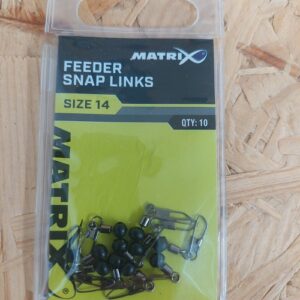 MATRIX
FEEDER
SNAP LINKS
SIZE 14
QTY: 10
MATRIX®